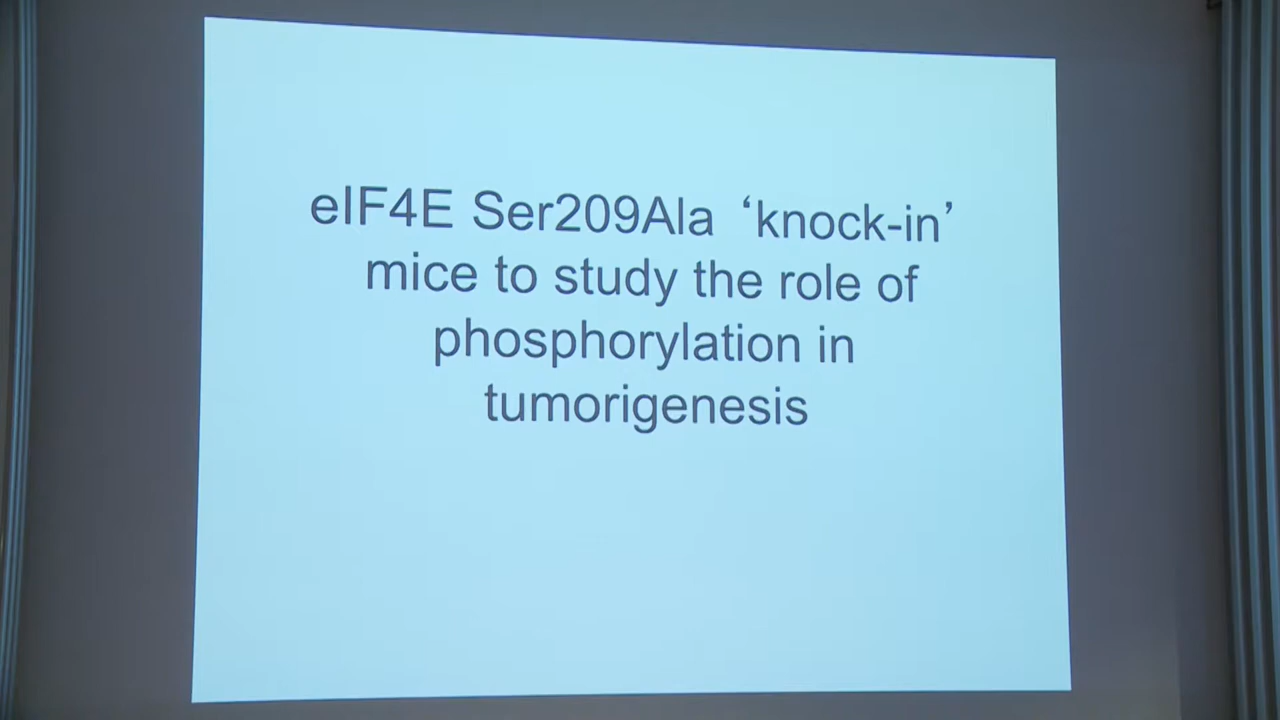 eIF4E Ser209Ala ‘knock-in’
mice to study the role of
phosphorylation in
tumorigenesis